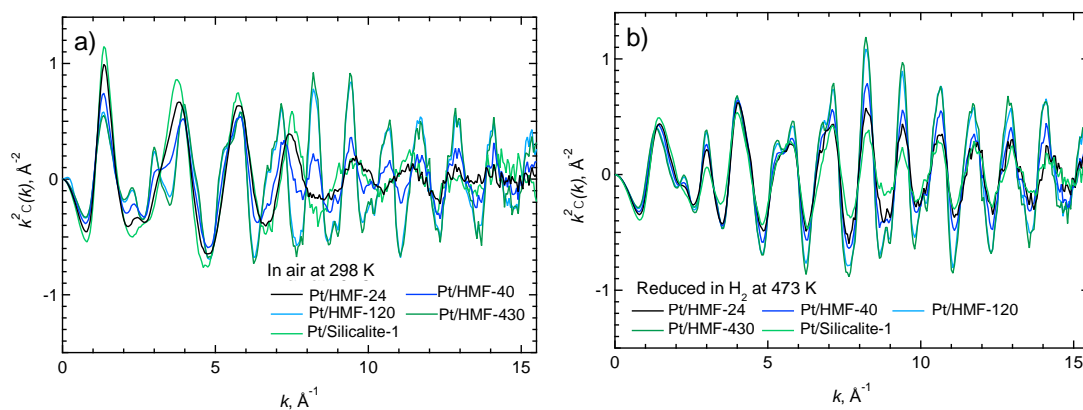 a)
k²C(k), Å⁻²
1
0
-1
In air at 298 K
Pt/HMF-24 Pt/HMF-40
Pt/HMF-120 Pt/HMF-430
Pt/Silicalite-1
0 5 10 15
k, Å⁻¹
b)
k²C(k), Å⁻²
1
0
-1
Reduced in H₂ at 473 K
Pt/HMF-24 Pt/HMF-40 Pt/HMF-120
Pt/HMF-430 Pt/Silicalite-1
0 5 10 15
k, Å⁻¹